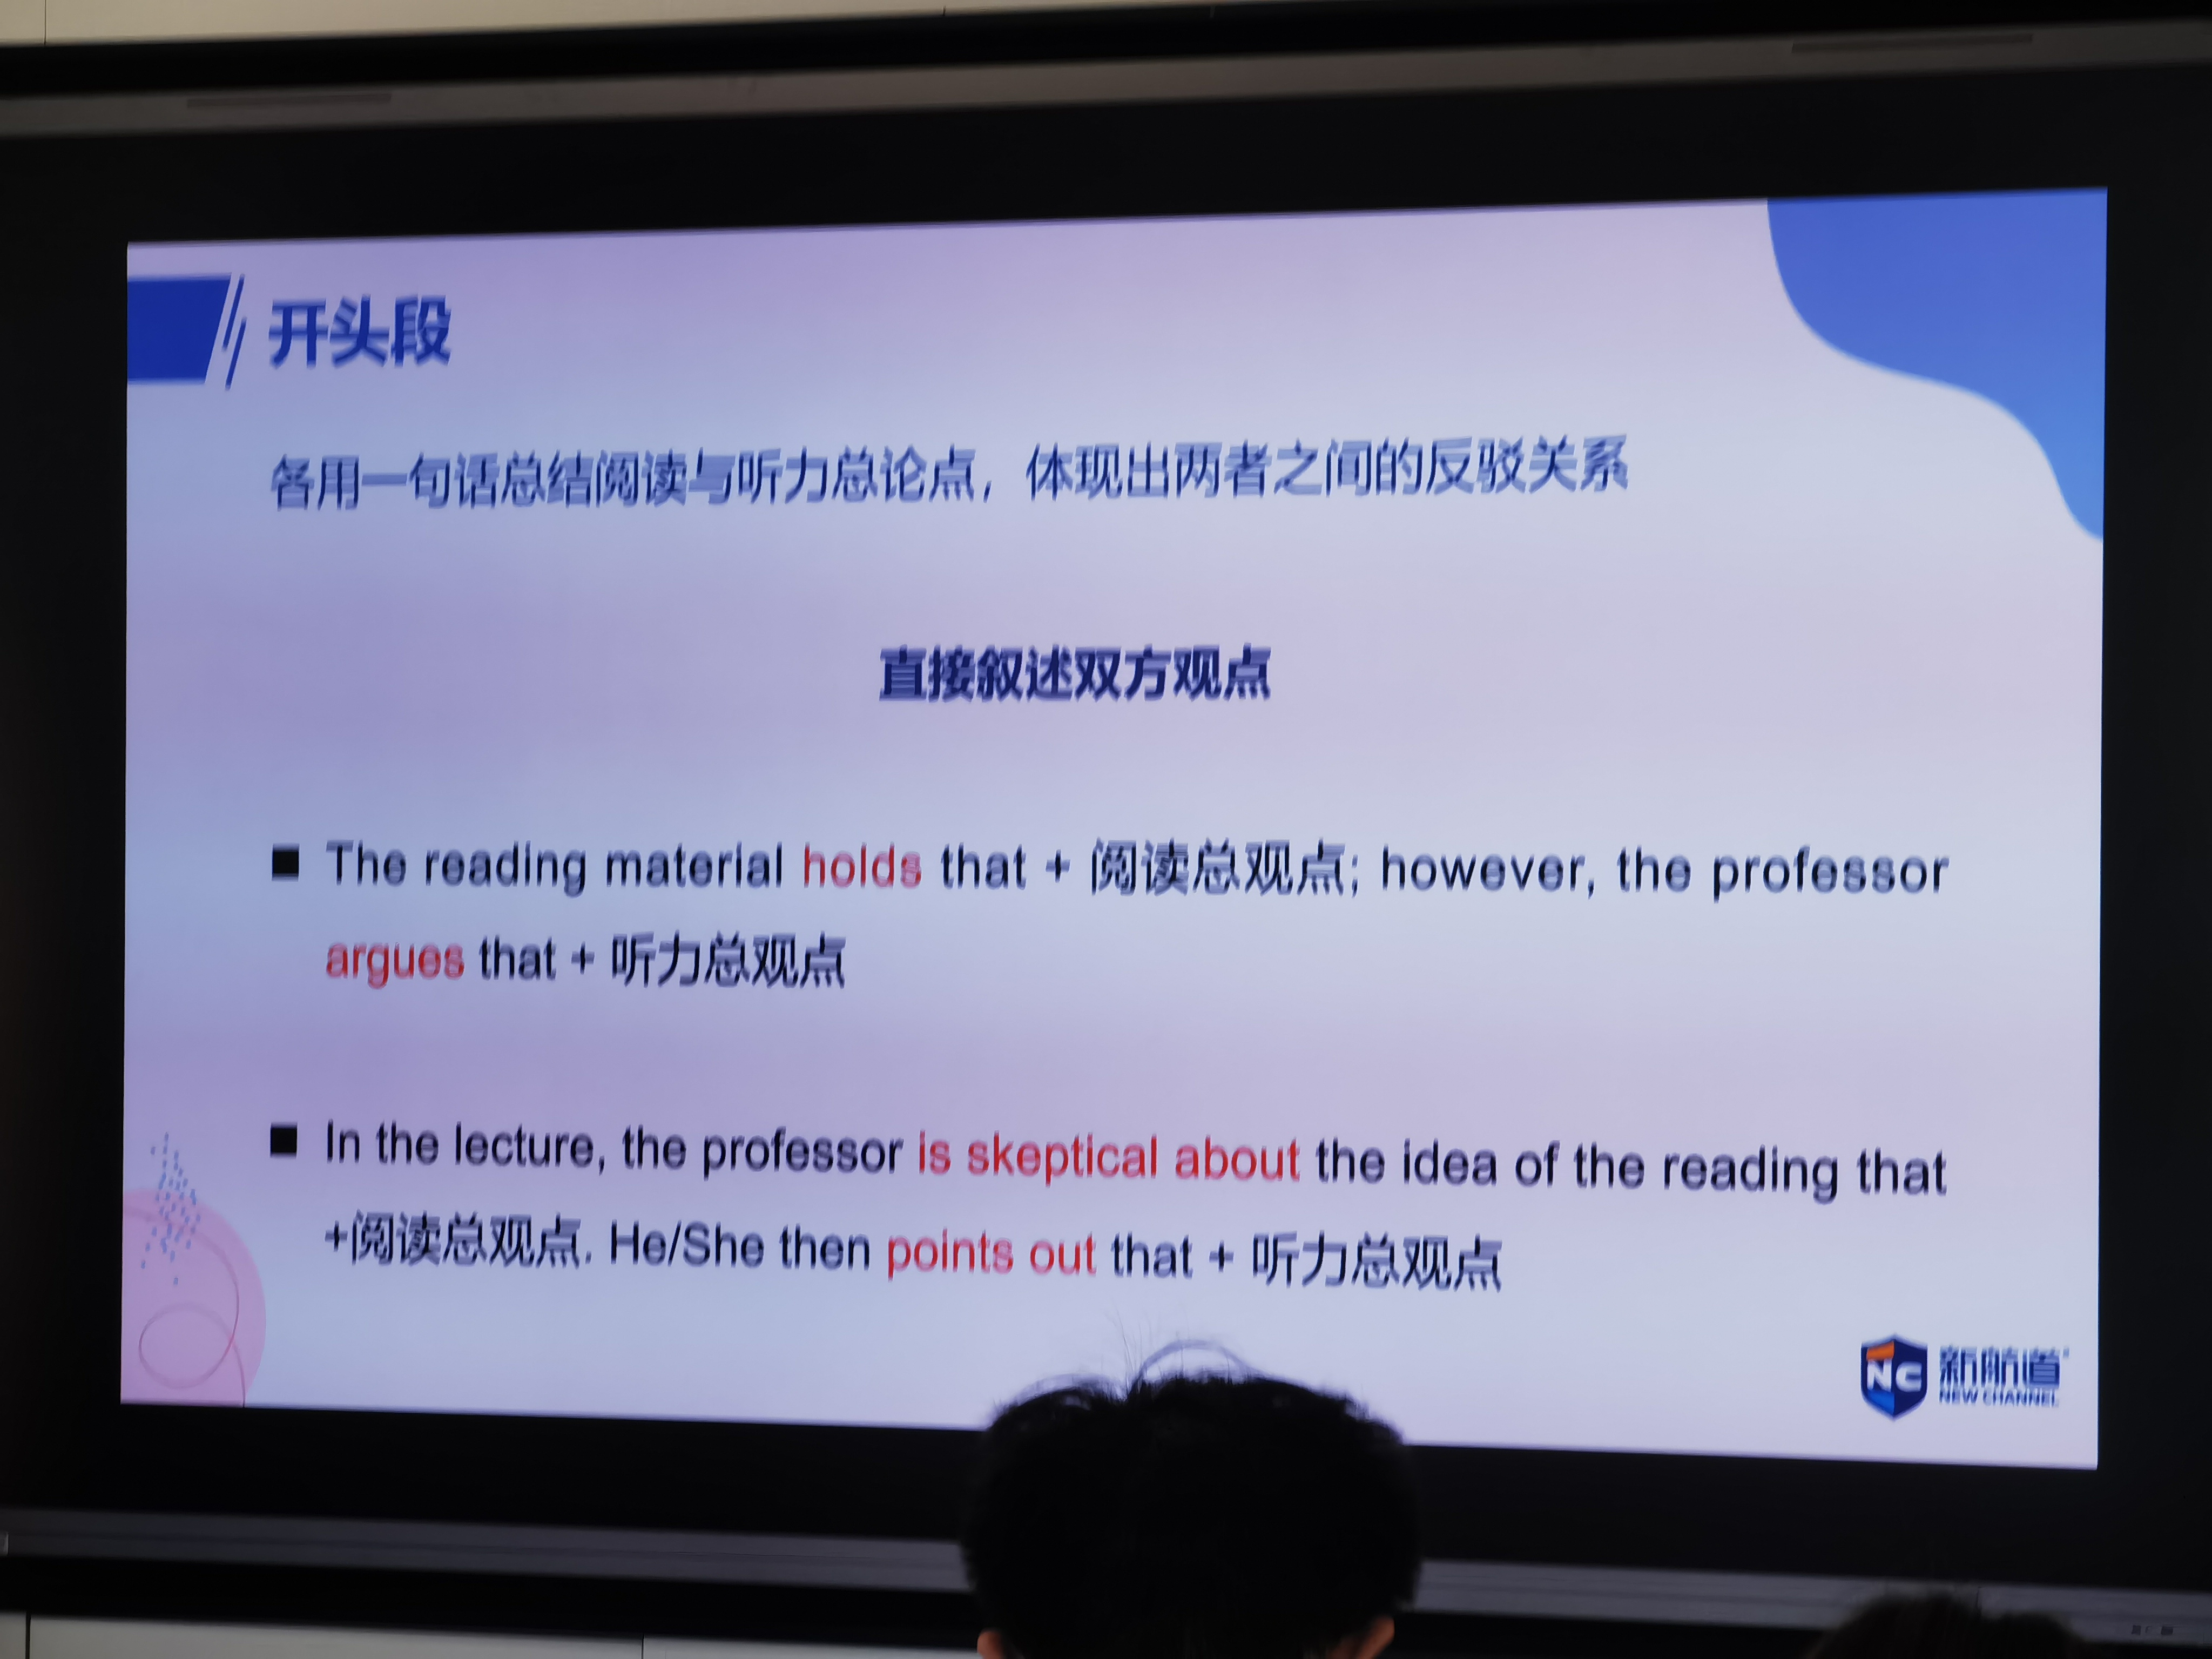 开头段
各用一句话总结阅读与听力总论点，体现出两者之间的反驳关系
直接叙述双方观点
■ The reading material holds that + 阅读总观点; however, the professor
argues that + 听力总观点
■ In the lecture, the professor is skeptical about the idea of the reading that
+阅读总观点. He/She then points out that + 听力总观点
NC 新航道
NEW CHANNEL